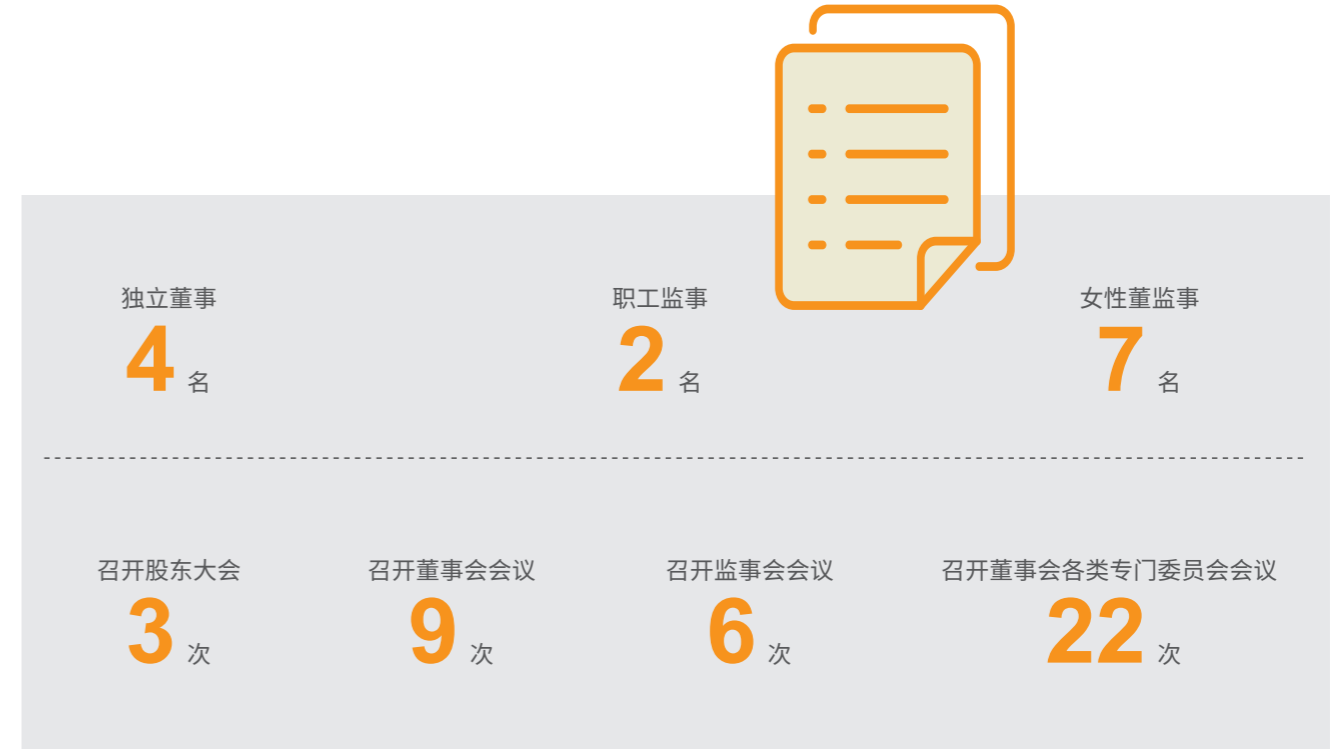 独立董事
职工监事
女性董监事
4 名
2 名
7 名
召开股东大会
召开董事会会议
召开监事会会议
召开董事会各类专门委员会会议
3 次
9 次
6 次
22 次